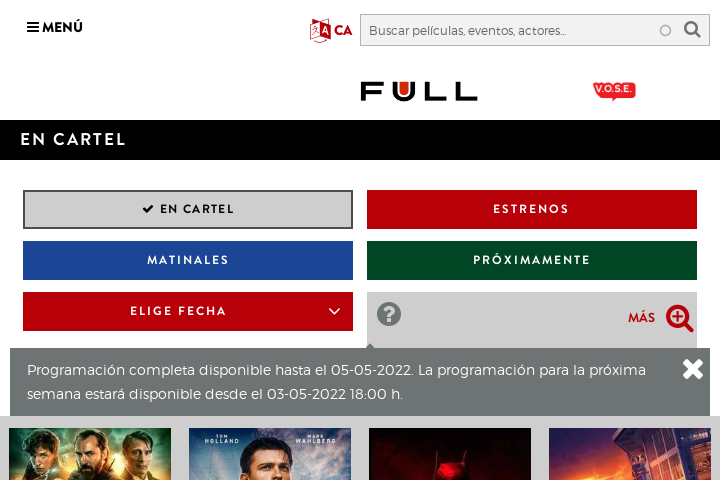 MENÚ
CA
Buscar películas, eventos, actores...
FULL
V.O.S.E.
EN CARTEL
EN CARTEL
ESTRENOS
MATINALES
PRÓXIMAMENTE
ELIGE FECHA
?
MÁS
Programación completa disponible hasta el 05-05-2022. La programación para la próxima
semana estará disponible desde el 03-05-2022 18:00 h.
TOM HOLLAND
MARK WAHLBERG